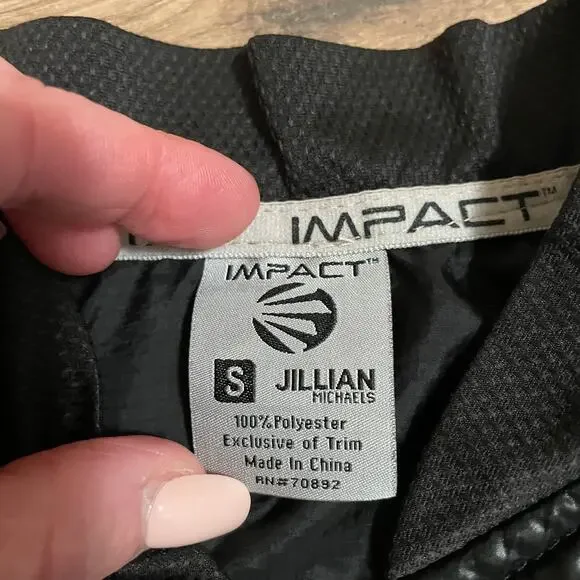 IMPACT™
IMPACT™
S JILLIAN
MICHAELS
100% Polyester
Exclusive of Trim
Made In China
RN#70892